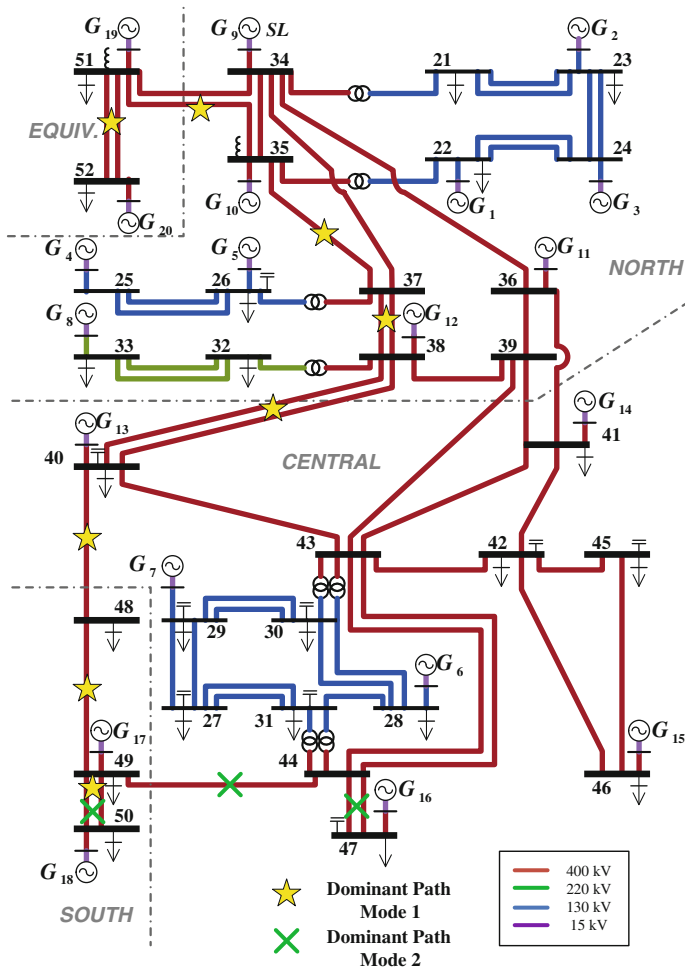 G19
G9 SL
G2
51
34
21
23
EQUIV.
35
22
24
52
G20
G10
G1
G3
G4
G5
G11
NORTH
25
26
37
36
G8
G12
33
32
38
39
G13
G14
40
CENTRAL
41
43
42
45
G7
48
29
30
G6
27
31
28
G17
49
44
G15
G16
46
50
47
G18
SOUTH
Dominant Path
Mode 1
Dominant Path
Mode 2
400 kV
220 kV
130 kV
15 kV